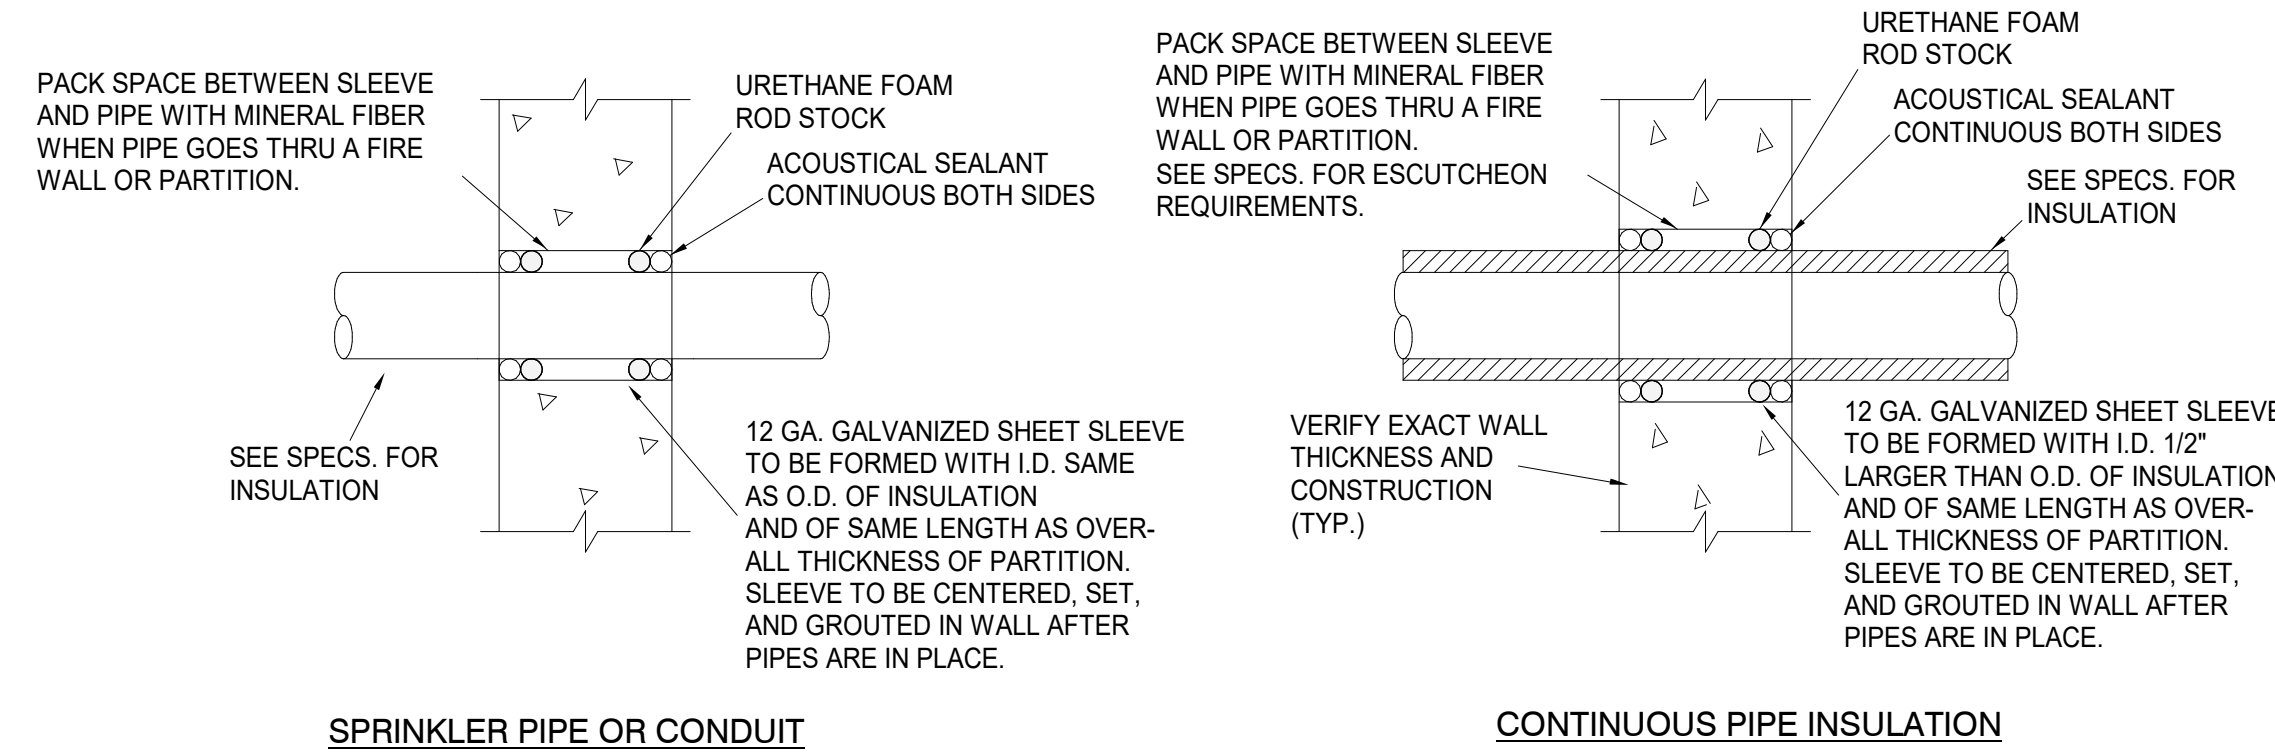 PACK SPACE BETWEEN SLEEVE
AND PIPE WITH MINERAL FIBER
WHEN PIPE GOES THRU A FIRE
WALL OR PARTITION.
URETHANE FOAM
ROD STOCK
ACOUSTICAL SEALANT
CONTINUOUS BOTH SIDES
SEE SPECS. FOR
INSULATION
12 GA. GALVANIZED SHEET SLEEVE
TO BE FORMED WITH I.D. SAME
AS O.D. OF INSULATION
AND OF SAME LENGTH AS OVER-
ALL THICKNESS OF PARTITION.
SLEEVE TO BE CENTERED, SET,
AND GROUTED IN WALL AFTER
PIPES ARE IN PLACE.
SPRINKLER PIPE OR CONDUIT
PACK SPACE BETWEEN SLEEVE
AND PIPE WITH MINERAL FIBER
WHEN PIPE GOES THRU A FIRE
WALL OR PARTITION.
SEE SPECS. FOR ESCUTCHEON
REQUIREMENTS.
URETHANE FOAM
ROD STOCK
ACOUSTICAL SEALANT
CONTINUOUS BOTH SIDES
SEE SPECS. FOR
INSULATION
VERIFY EXACT WALL
THICKNESS AND
CONSTRUCTION
(TYP.)
12 GA. GALVANIZED SHEET SLEEVE
TO BE FORMED WITH I.D. 1/2"
LARGER THAN O.D. OF INSULATION
AND OF SAME LENGTH AS OVER-
ALL THICKNESS OF PARTITION.
SLEEVE TO BE CENTERED, SET,
AND GROUTED IN WALL AFTER
PIPES ARE IN PLACE.
CONTINUOUS PIPE INSULATION